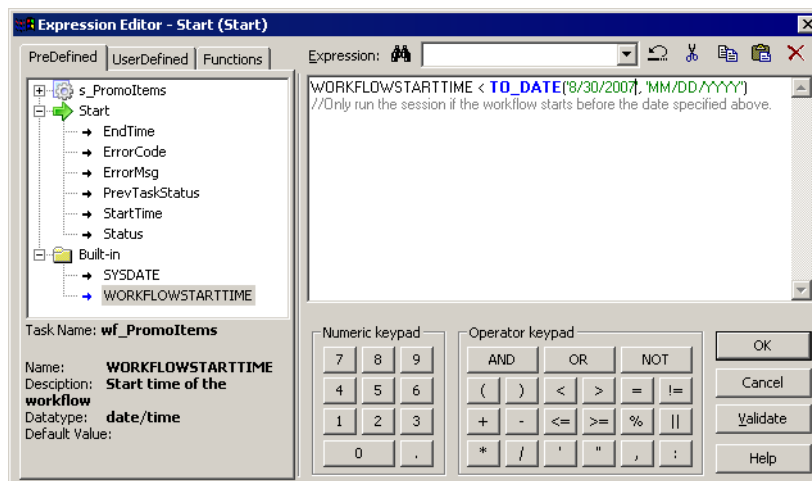 Expression Editor - Start (Start)
PreDefined UserDefined Functions
Expression:
s_PromoItems
Start
EndTime
ErrorCode
ErrorMsg
PrevTaskStatus
StartTime
Status
Built-in
SYSDATE
WORKFLOWSTARTTIME
WORKFLOWSTARTTIME < TO_DATE('8/30/2007', 'MM/DD/YYYY')
//Only run the session if the workflow starts before the date specified above.
Task Name: wf_PromoItems
Name: WORKFLOWSTARTTIME
Desciption: Start time of the
workflow
Datatype: date/time
Default Value:
Numeric keypad
7 8 9
4 5 6
1 2 3
0 .
Operator keypad
AND OR NOT
( ) < > = !=
+ - <= >= % ||
* / ' " , :
OK
Cancel
Validate
Help